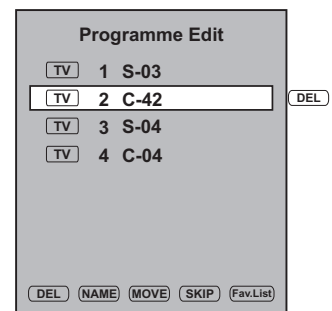 Programme Edit
TV 1 S-03
TV 2 C-42 DEL
TV 3 S-04
TV 4 C-04
DEL NAME MOVE SKIP Fav.List